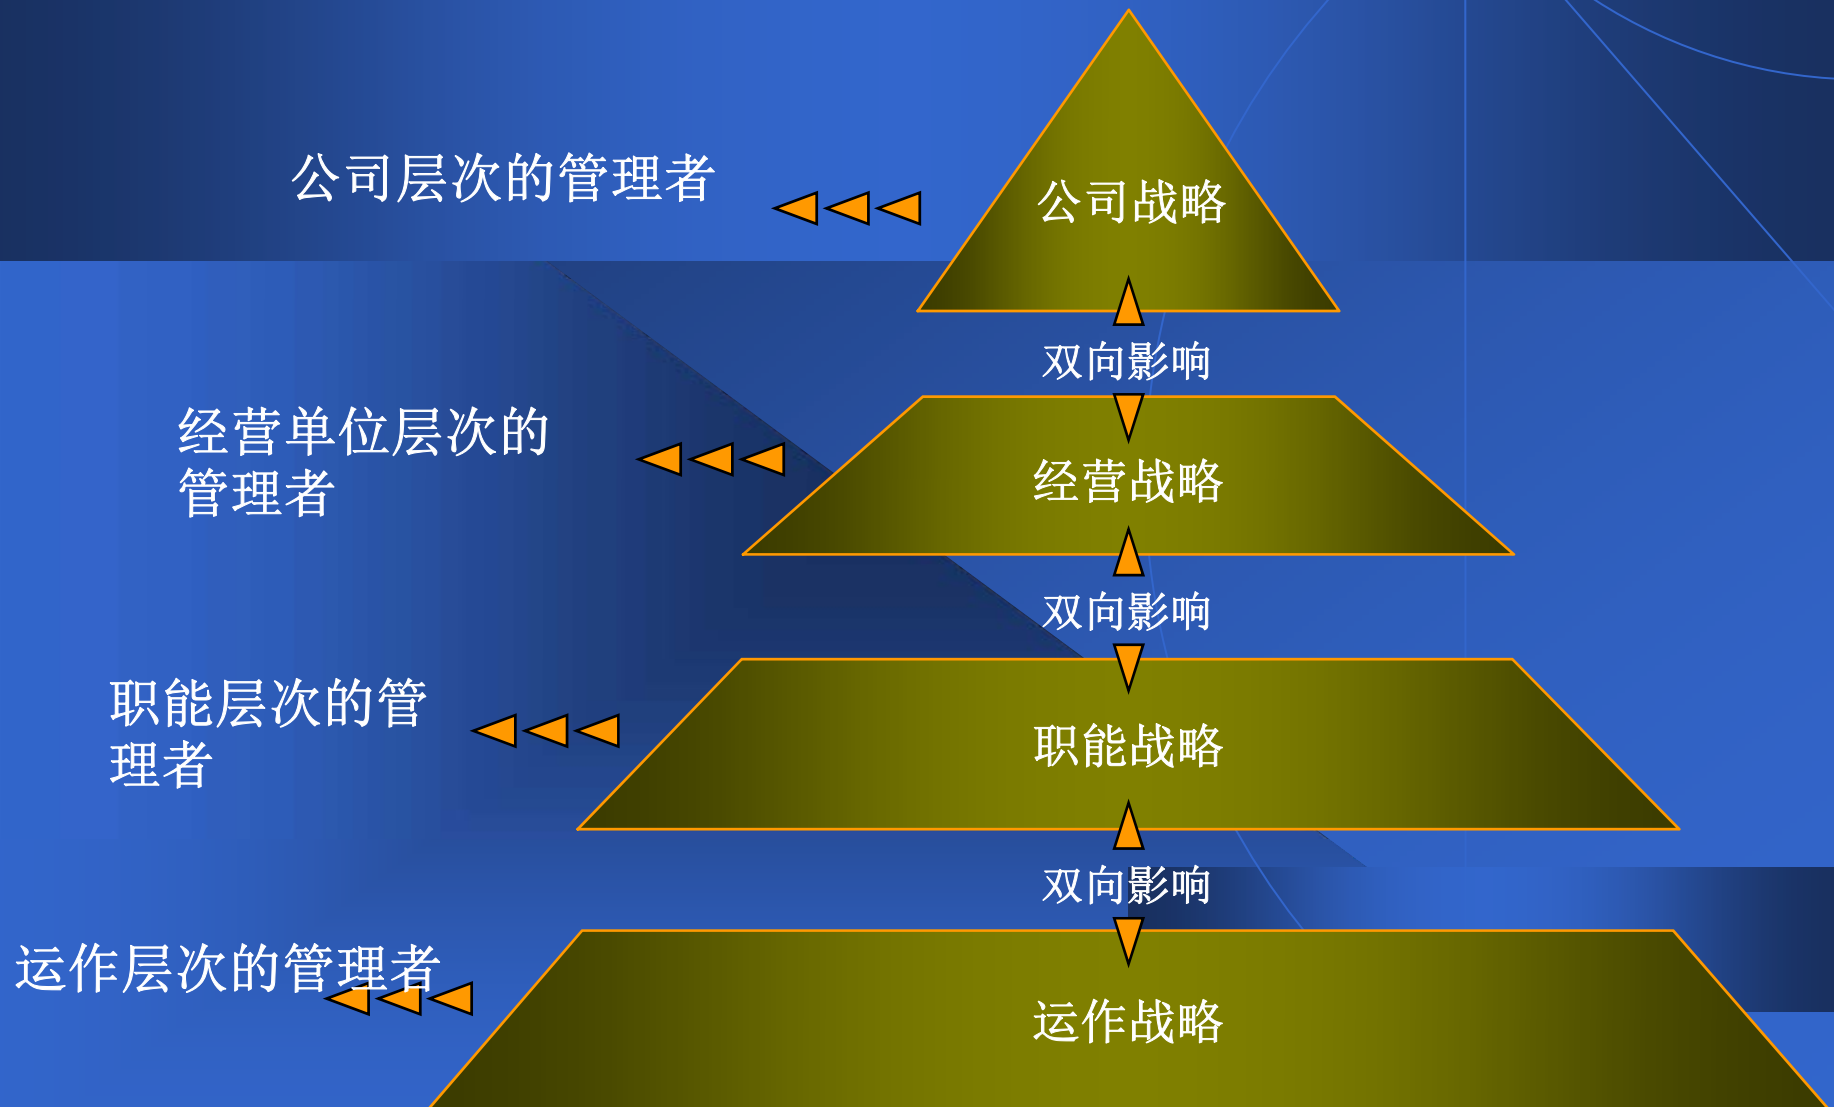 公司层次的管理者
公司战略
双向影响
经营单位层次的
管理者
经营战略
双向影响
职能层次的管
理者
职能战略
双向影响
运作层次的管理者
运作战略